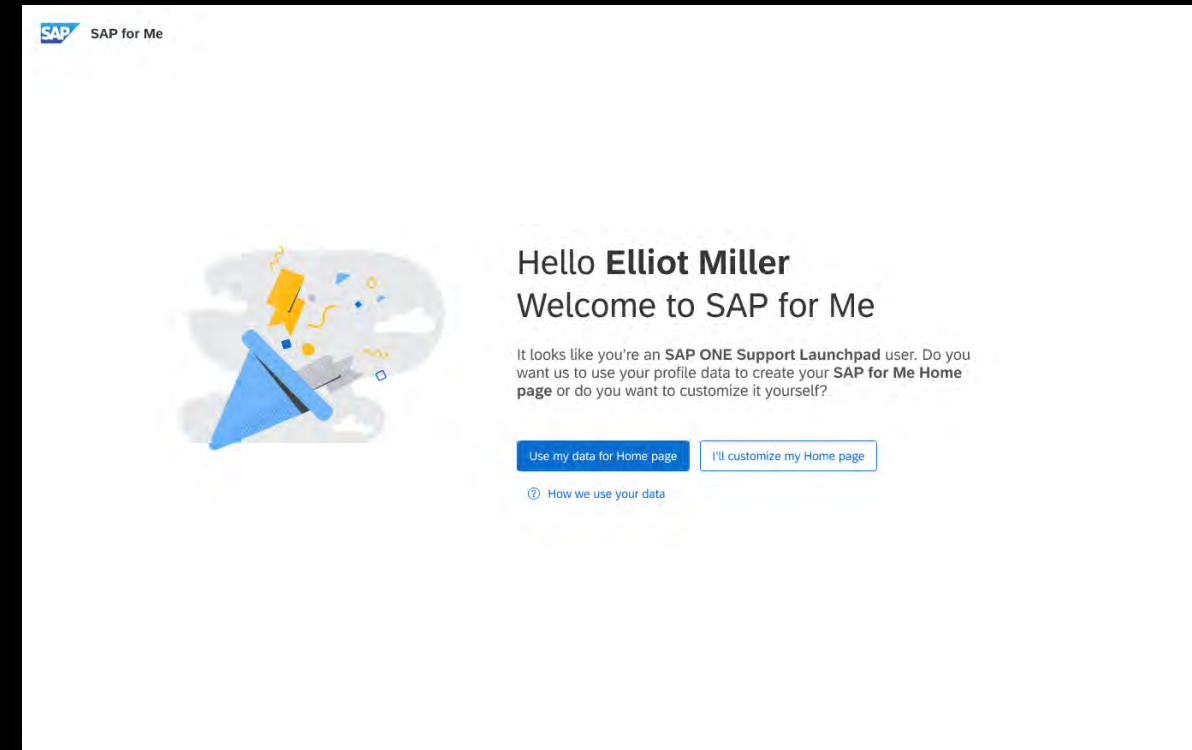 SAP SAP for Me
Hello Elliot Miller
Welcome to SAP for Me
It looks like you're an SAP ONE Support Launchpad user. Do you
want us to use your profile data to create your SAP for Me Home
page or do you want to customize it yourself?
Use my data for Home page I'll customize my Home page
? How we use your data